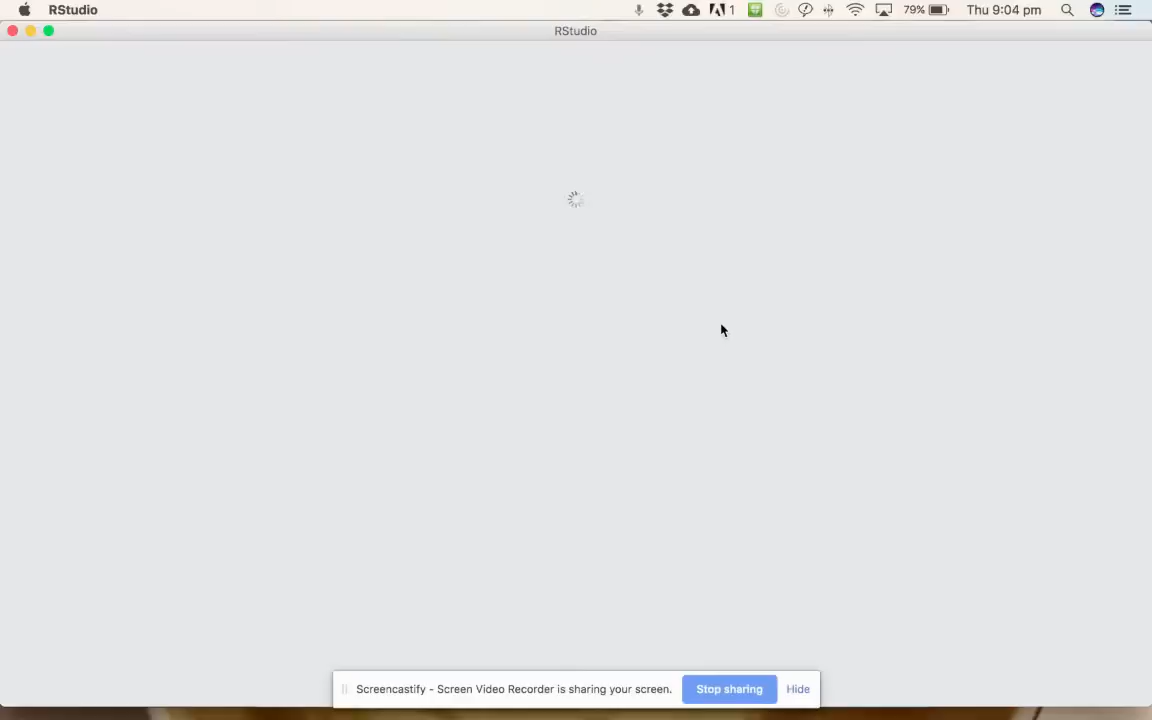 RStudio 1 79% Thu 9:04 pm
RStudio
Screencastify - Screen Video Recorder is sharing your screen. Stop sharing Hide